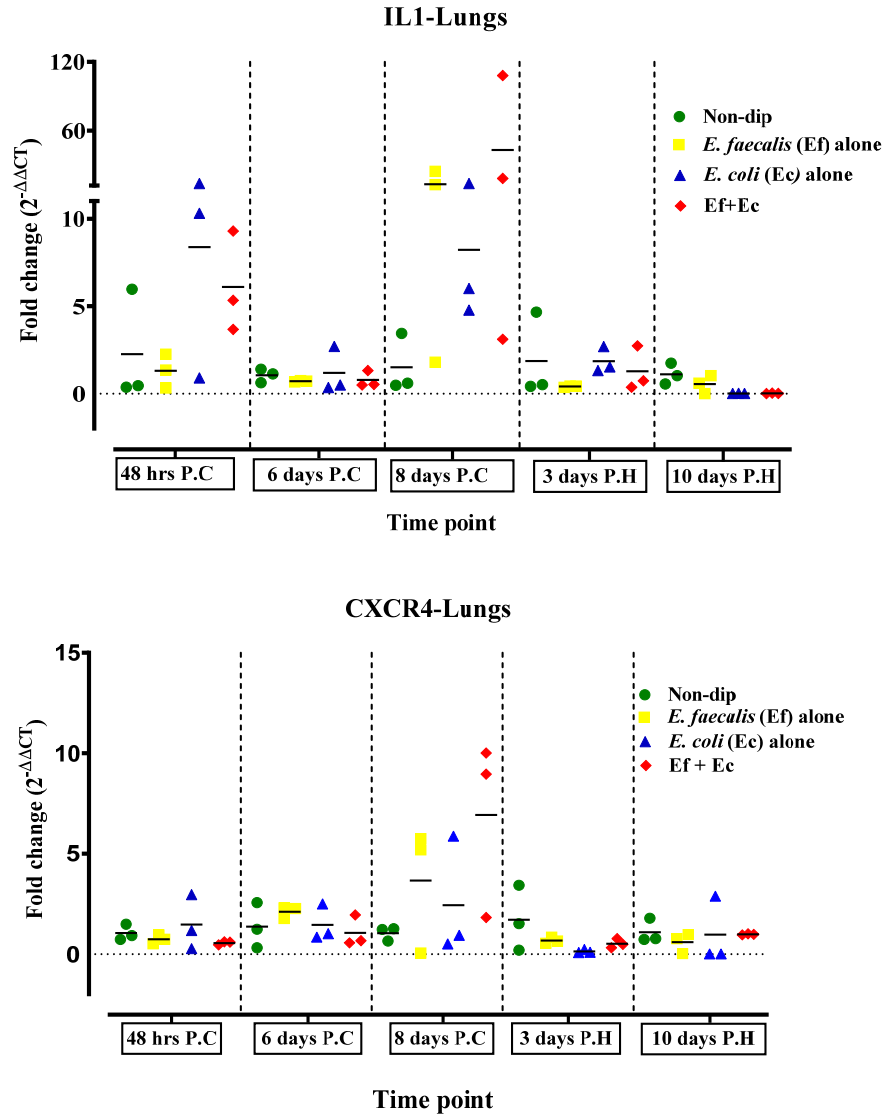 IL1-Lungs
120
60
10
5
0
Fold change (2^-ΔΔCT)
Non-dip
E. faecalis (Ef) alone
E. coli (Ec) alone
Ef+Ec
48 hrs P.C
6 days P.C
8 days P.C
3 days P.H
10 days P.H
Time point
CXCR4-Lungs
15
10
5
0
Fold change (2^-ΔΔCT)
Non-dip
E. faecalis (Ef) alone
E. coli (Ec) alone
Ef + Ec
48 hrs P.C
6 days P.C
8 days P.C
3 days P.H
10 days P.H
Time point